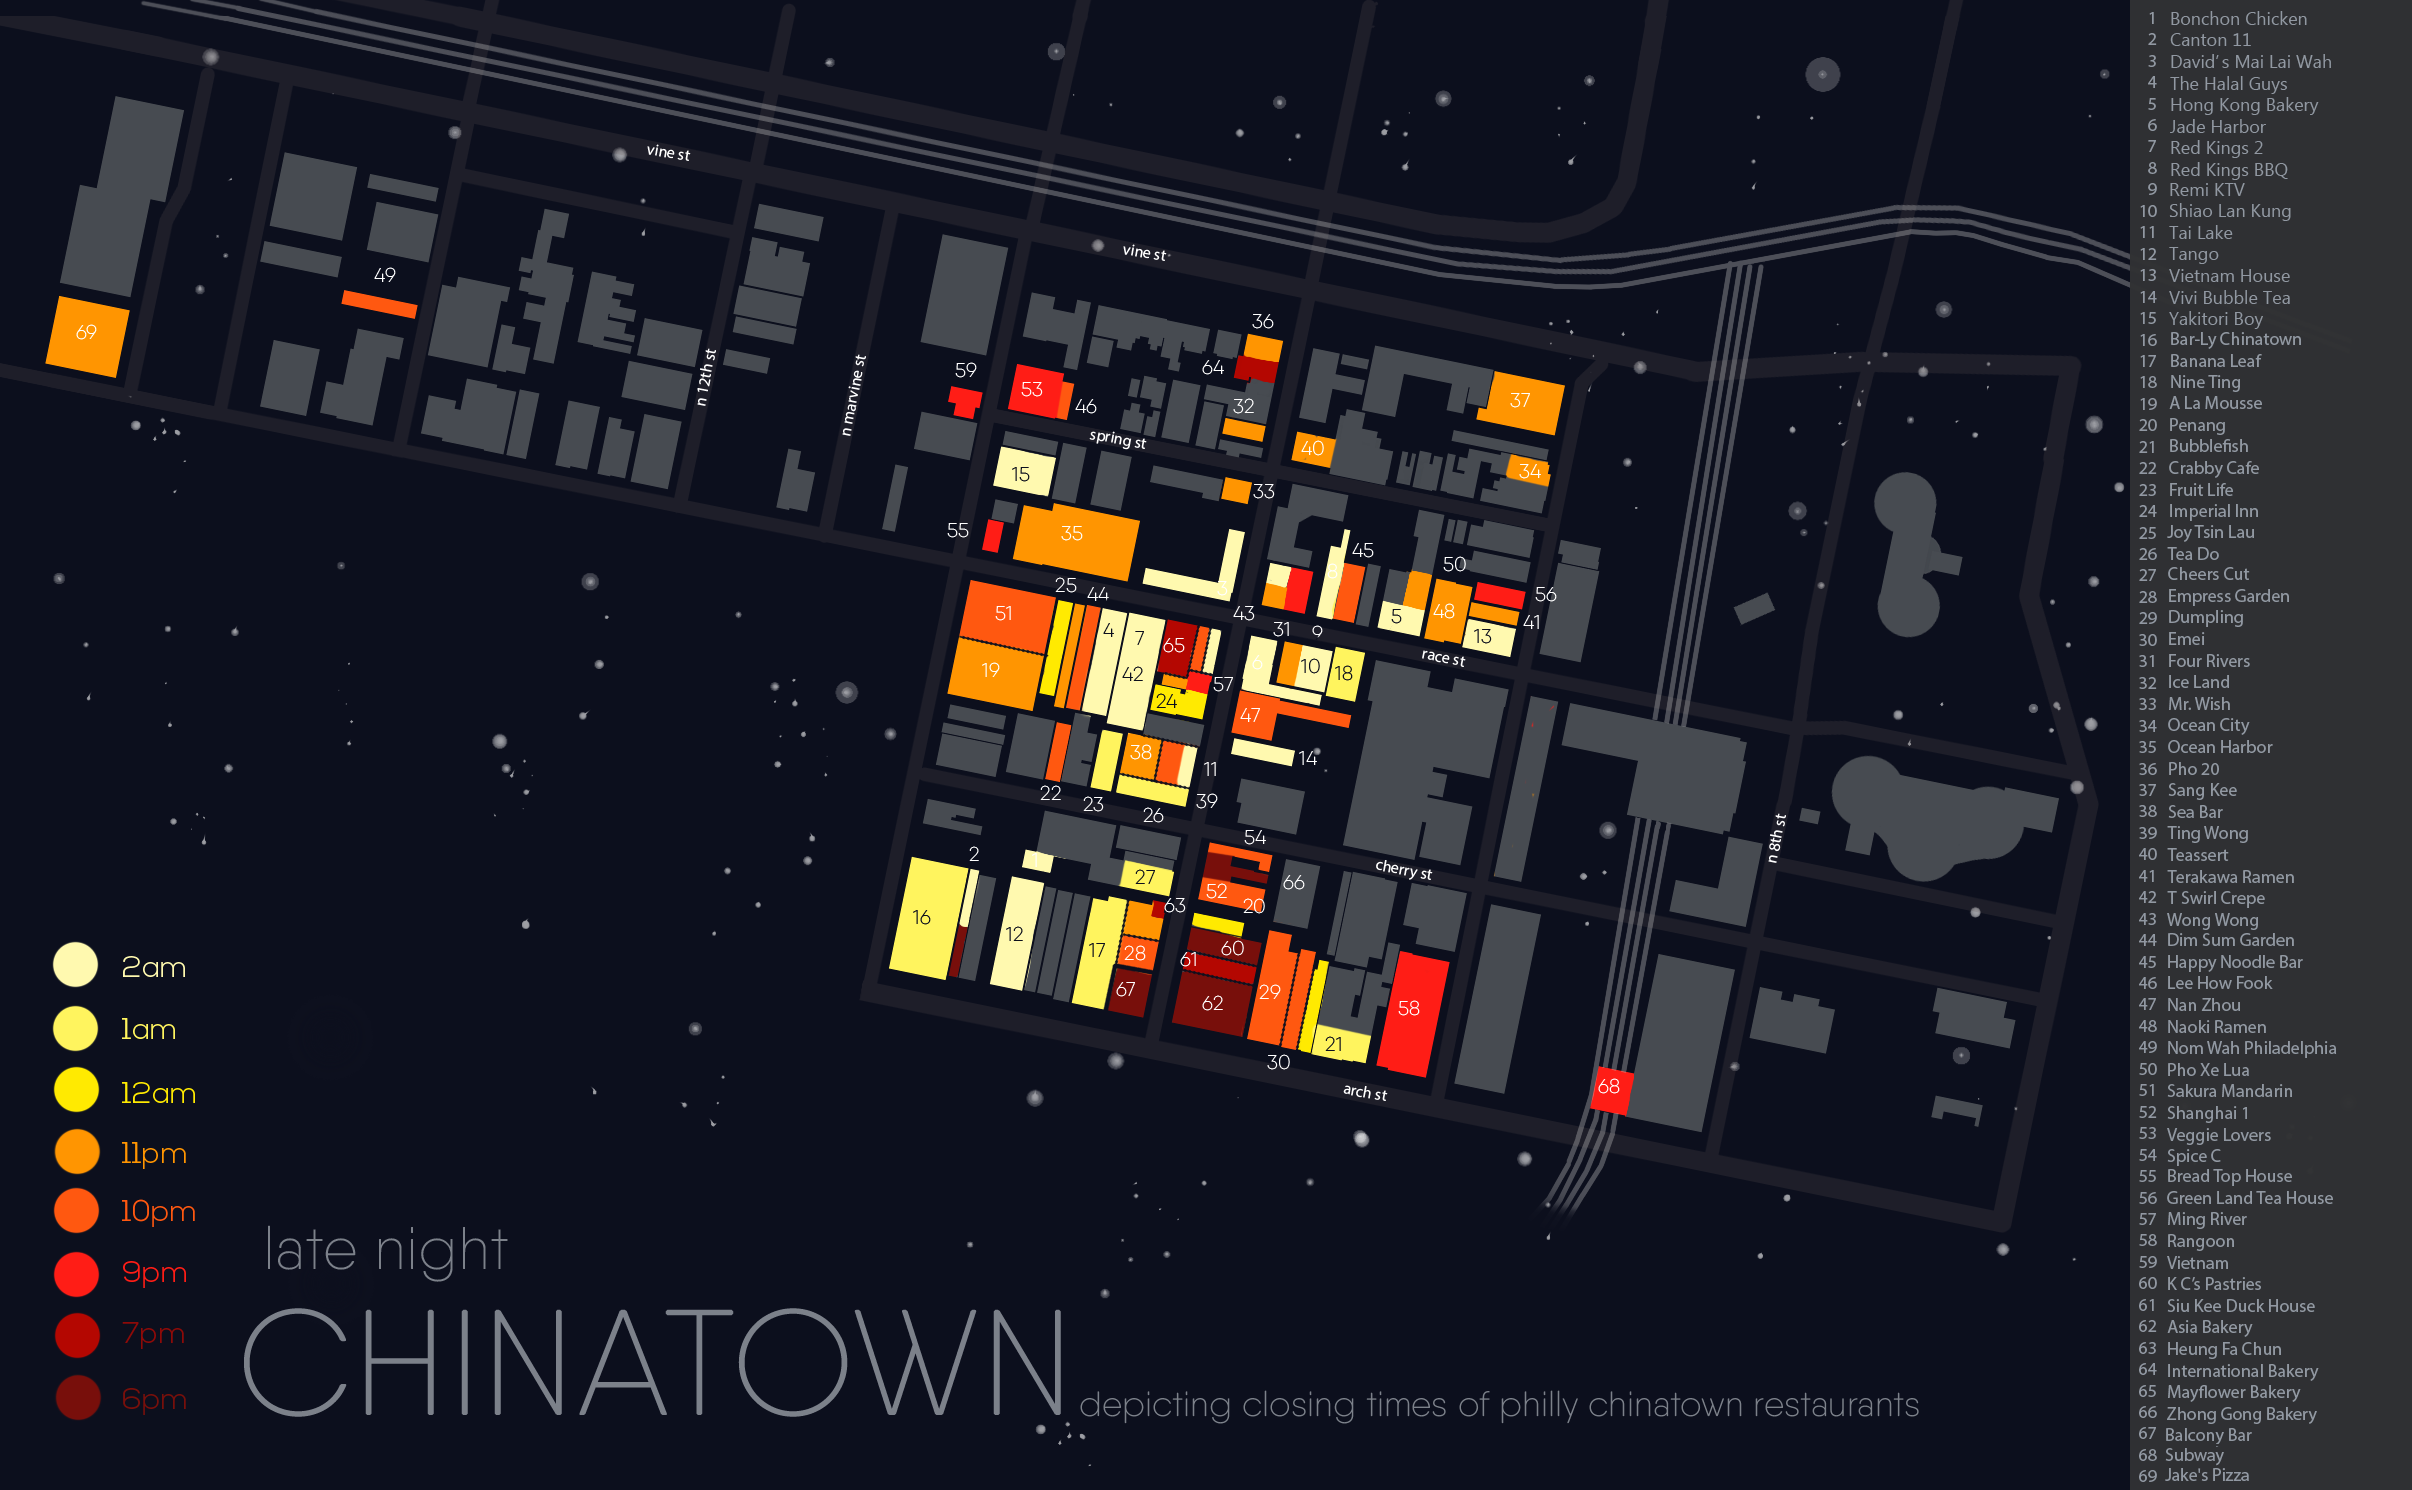 vine st
vine st
n 12th st
n marvine st
spring st
race st
cherry st
n 8th st
arch st
69
49
59
53
46
36
64
32
37
40
34
15
33
55
35
45
50
56
5
48
41
13
25
44
43
31
9
51
4
7
65
10
18
19
42
57
24
47
38
11
14
22
23
39
26
54
2
27
66
52
20
16
12
63
17
28
60
61
67
62
29
58
21
30
68
2am
1am
12am
11pm
10pm
9pm
7pm
6pm
late night
CHINATOWN
depicting closing times of philly chinatown restaurants
1 Bonchon Chicken
2 Canton 11
3 David's Mai Lai Wah
4 The Halal Guys
5 Hong Kong Bakery
6 Jade Harbor
7 Red Kings 2
8 Red Kings BBQ
9 Remi KTV
10 Shiao Lan Kung
11 Tai Lake
12 Tango
13 Vietnam House
14 Vivi Bubble Tea
15 Yakitori Boy
16 Bar-Ly Chinatown
17 Banana Leaf
18 Nine Ting
19 A La Mousse
20 Penang
21 Bubblefish
22 Crabby Cafe
23 Fruit Life
24 Imperial Inn
25 Joy Tsin Lau
26 Tea Do
27 Cheers Cut
28 Empress Garden
29 Dumpling
30 Emei
31 Four Rivers
32 Ice Land
33 Mr. Wish
34 Ocean City
35 Ocean Harbor
36 Pho 20
37 Sang Kee
38 Sea Bar
39 Ting Wong
40 Teassert
41 Terakawa Ramen
42 T Swirl Crepe
43 Wong Wong
44 Dim Sum Garden
45 Happy Noodle Bar
46 Lee How Fook
47 Nan Zhou
48 Naoki Ramen
49 Nom Wah Philadelphia
50 Pho Xe Lua
51 Sakura Mandarin
52 Shanghai 1
53 Veggie Lovers
54 Spice C
55 Bread Top House
56 Green Land Tea House
57 Ming River
58 Rangoon
59 Vietnam
60 K C's Pastries
61 Siu Kee Duck House
62 Asia Bakery
63 Heung Fa Chun
64 International Bakery
65 Mayflower Bakery
66 Zhong Gong Bakery
67 Balcony Bar
68 Subway
69 Jake's Pizza